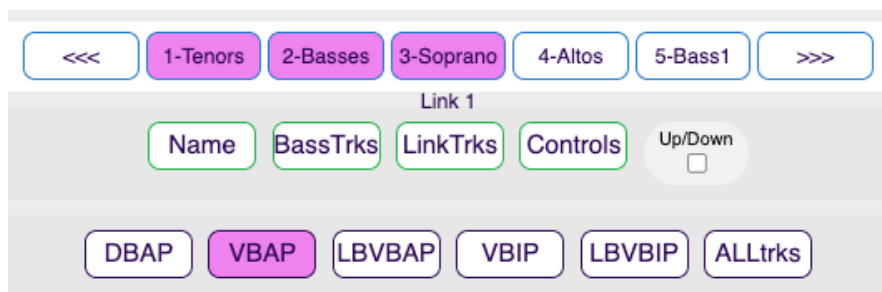 <<< 1-Tenors 2-Basses 3-Soprano 4-Altos 5-Bass1 >>>
Link 1
Name BassTrks LinkTrks Controls Up/Down
DBAP VBAP LBVBAP VBIP LBVBIP ALLtrks